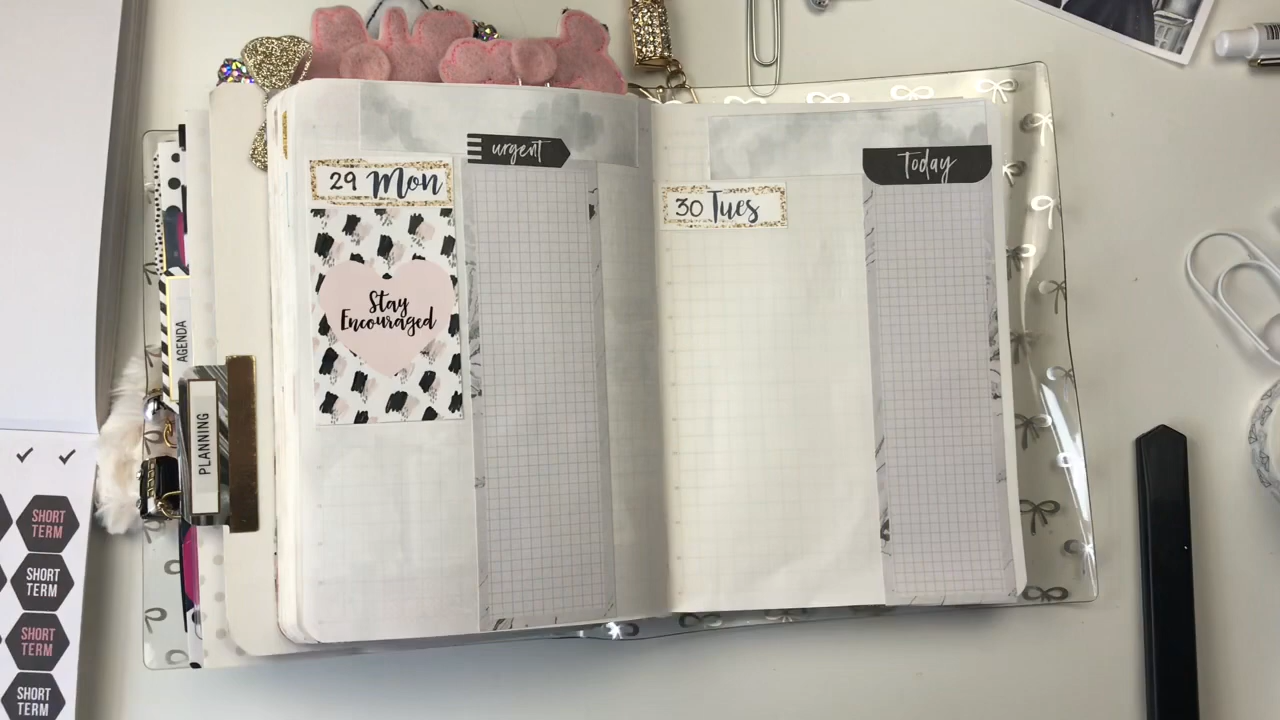 urgent
29 Mon
Stay
Encouraged
Today
30 Tues
AGENDA
PLANNING
SHORT
TERM
SHORT
TERM
SHORT
TERM
SHORT
TERM